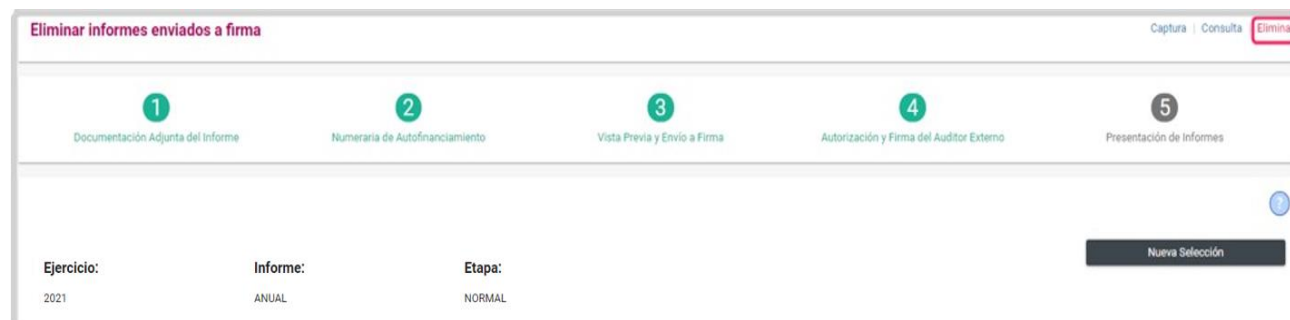 Eliminar informes enviados a firma
Captura | Consulta Elimina
1 2 3 4 5
Documentación Adjunta del Informe Numeraria de Autofinanciamiento Vista Previa y Envío a Firma Autorización y Firma del Auditor Externo Presentación de Informes
?
Nueva Selección
Ejercicio: Informe: Etapa:
2021 ANUAL NORMAL